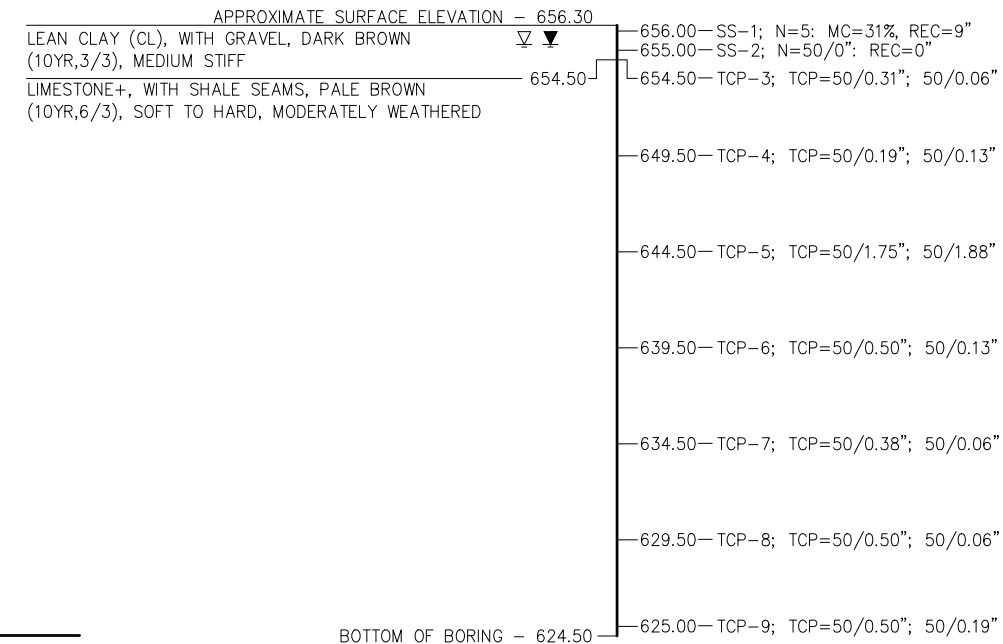 APPROXIMATE SURFACE ELEVATION – 656.30
LEAN CLAY (CL), WITH GRAVEL, DARK BROWN
(10YR,3/3), MEDIUM STIFF
654.50
LIMESTONE+, WITH SHALE SEAMS, PALE BROWN
(10YR,6/3), SOFT TO HARD, MODERATELY WEATHERED
656.00–SS–1; N=5: MC=31%, REC=9”
655.00–SS–2; N=50/0”: REC=0”
654.50–TCP–3; TCP=50/0.31”; 50/0.06”
649.50–TCP–4; TCP=50/0.19”; 50/0.13”
644.50–TCP–5; TCP=50/1.75”; 50/1.88”
639.50–TCP–6; TCP=50/0.50”; 50/0.13”
634.50–TCP–7; TCP=50/0.38”; 50/0.06”
629.50–TCP–8; TCP=50/0.50”; 50/0.06”
625.00–TCP–9; TCP=50/0.50”; 50/0.19”
BOTTOM OF BORING – 624.50